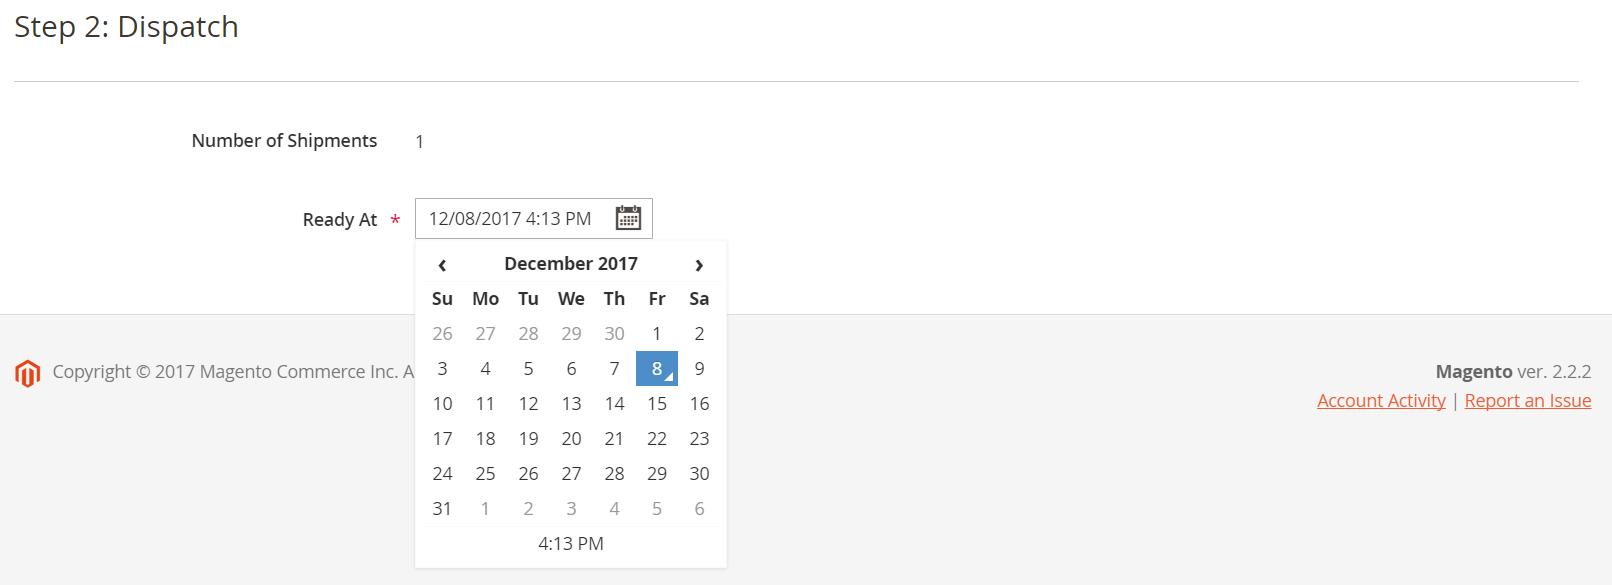 Step 2: Dispatch
Number of Shipments 1
Ready At * 12/08/2017 4:13 PM
‹ December 2017 ›
Su Mo Tu We Th Fr Sa
26 27 28 29 30 1 2
3 4 5 6 7 8 9
10 11 12 13 14 15 16
17 18 19 20 21 22 23
24 25 26 27 28 29 30
31 1 2 3 4 5 6
4:13 PM
Copyright © 2017 Magento Commerce Inc. A
Magento ver. 2.2.2
Account Activity | Report an Issue